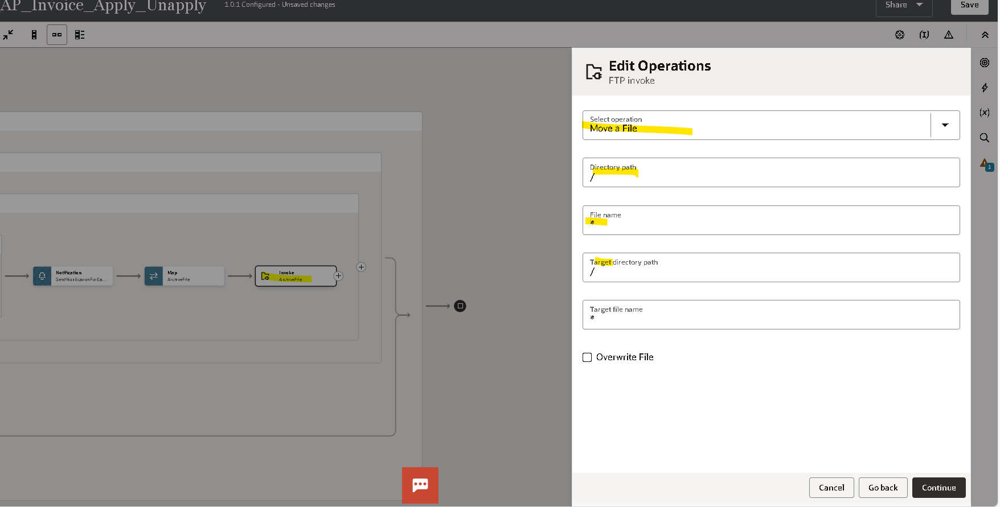 AP_Invoice_Apply_Unapply
1.0.1 Configured - Unsaved changes
Share
Save
Edit Operations
FTP invoke
Select operation
Move a File
Directory path
/
File name
*
Target directory path
/
Target file name
*
Overwrite File
Notification
SendNotificationForEa...
Map
ArchiveFile
Invoke
ArchiveFile
(x)
2
Cancel
Go back
Continue